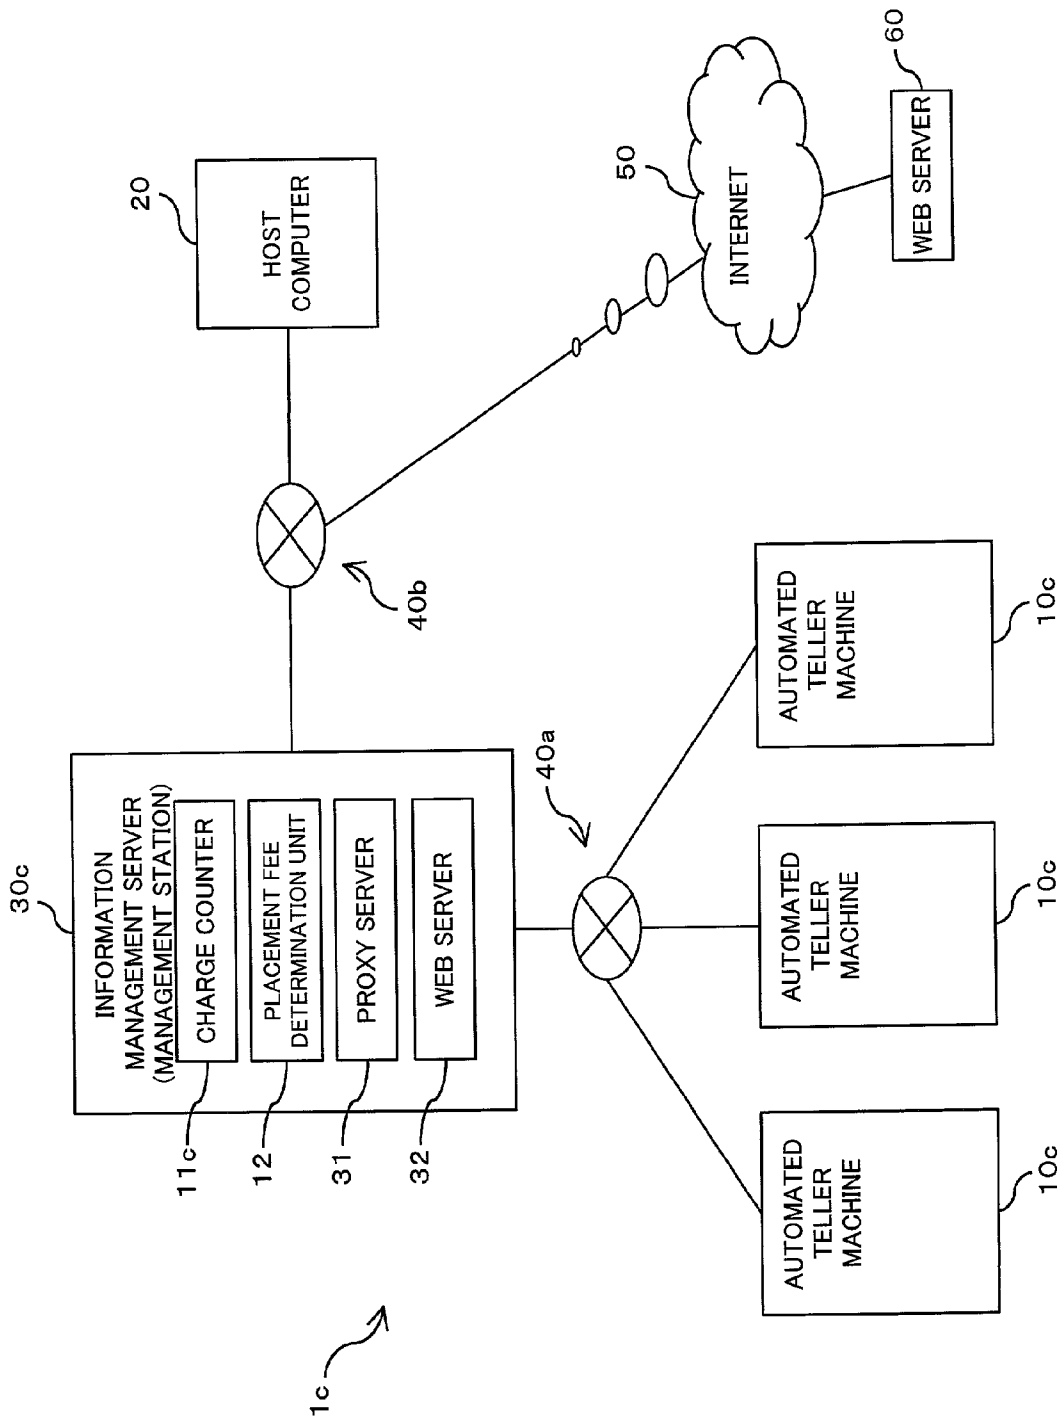 30c
INFORMATION
MANAGEMENT SERVER
(MANAGEMENT STATION)
11c
CHARGE COUNTER
12
PLACEMENT FEE
DETERMINATION UNIT
31
PROXY SERVER
32
WEB SERVER
20
HOST
COMPUTER
40b
50
INTERNET
60
WEB SERVER
40a
1c
AUTOMATED
TELLER
MACHINE
10c
AUTOMATED
TELLER
MACHINE
10c
AUTOMATED
TELLER
MACHINE
10c